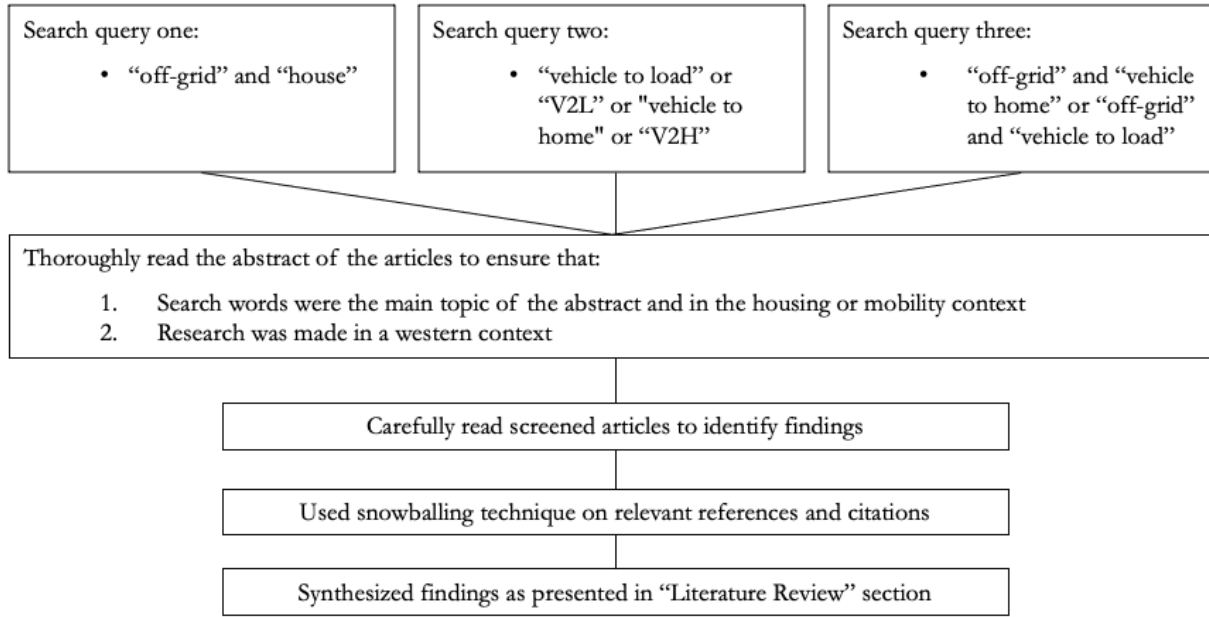 Search query one:
• “off-grid” and “house”
Search query two:
• “vehicle to load” or
“V2L” or "vehicle to
home" or “V2H”
Search query three:
• “off-grid” and “vehicle
to home” or “off-grid”
and “vehicle to load”
Thoroughly read the abstract of the articles to ensure that:
1. Search words were the main topic of the abstract and in the housing or mobility context
2. Research was made in a western context
Carefully read screened articles to identify findings
Used snowballing technique on relevant references and citations
Synthesized findings as presented in “Literature Review” section